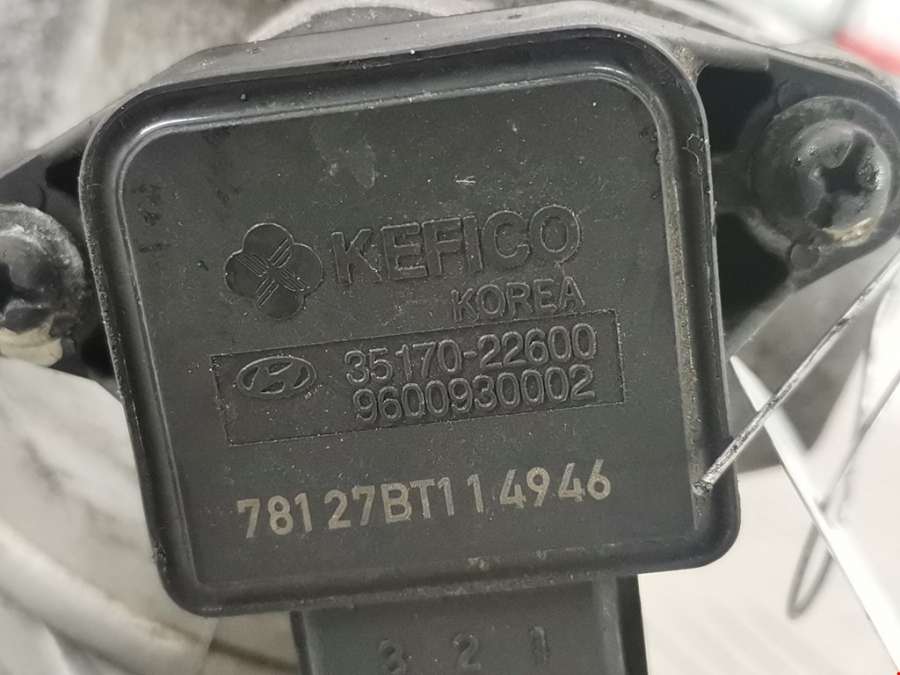 KEFICO
KOREA
35170-22600
9600930002
78127BT114946
3 2 1